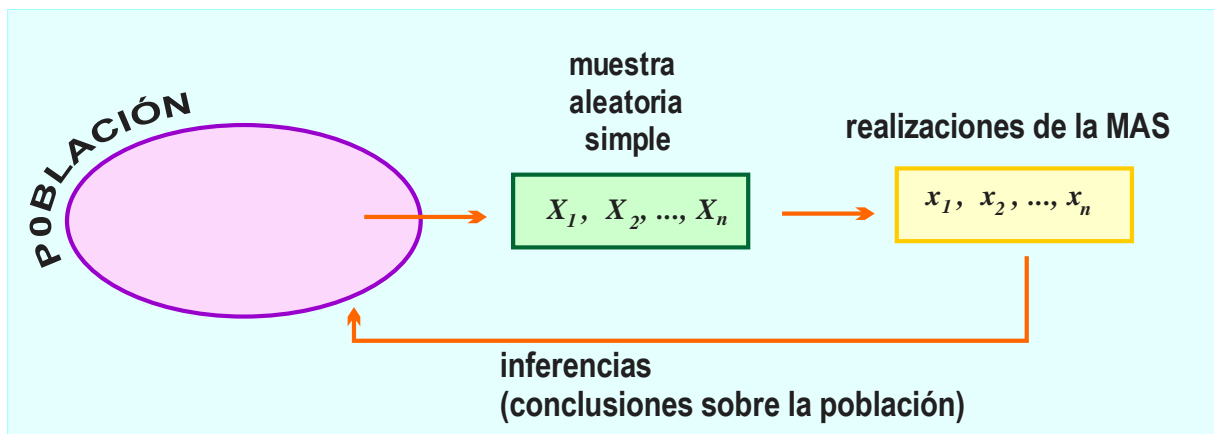 P0BLACIÓN
muestra
aleatoria
simple
X1, X2, ..., Xn
realizaciones de la MAS
x1, x2, ..., xn
inferencias
(conclusiones sobre la población)